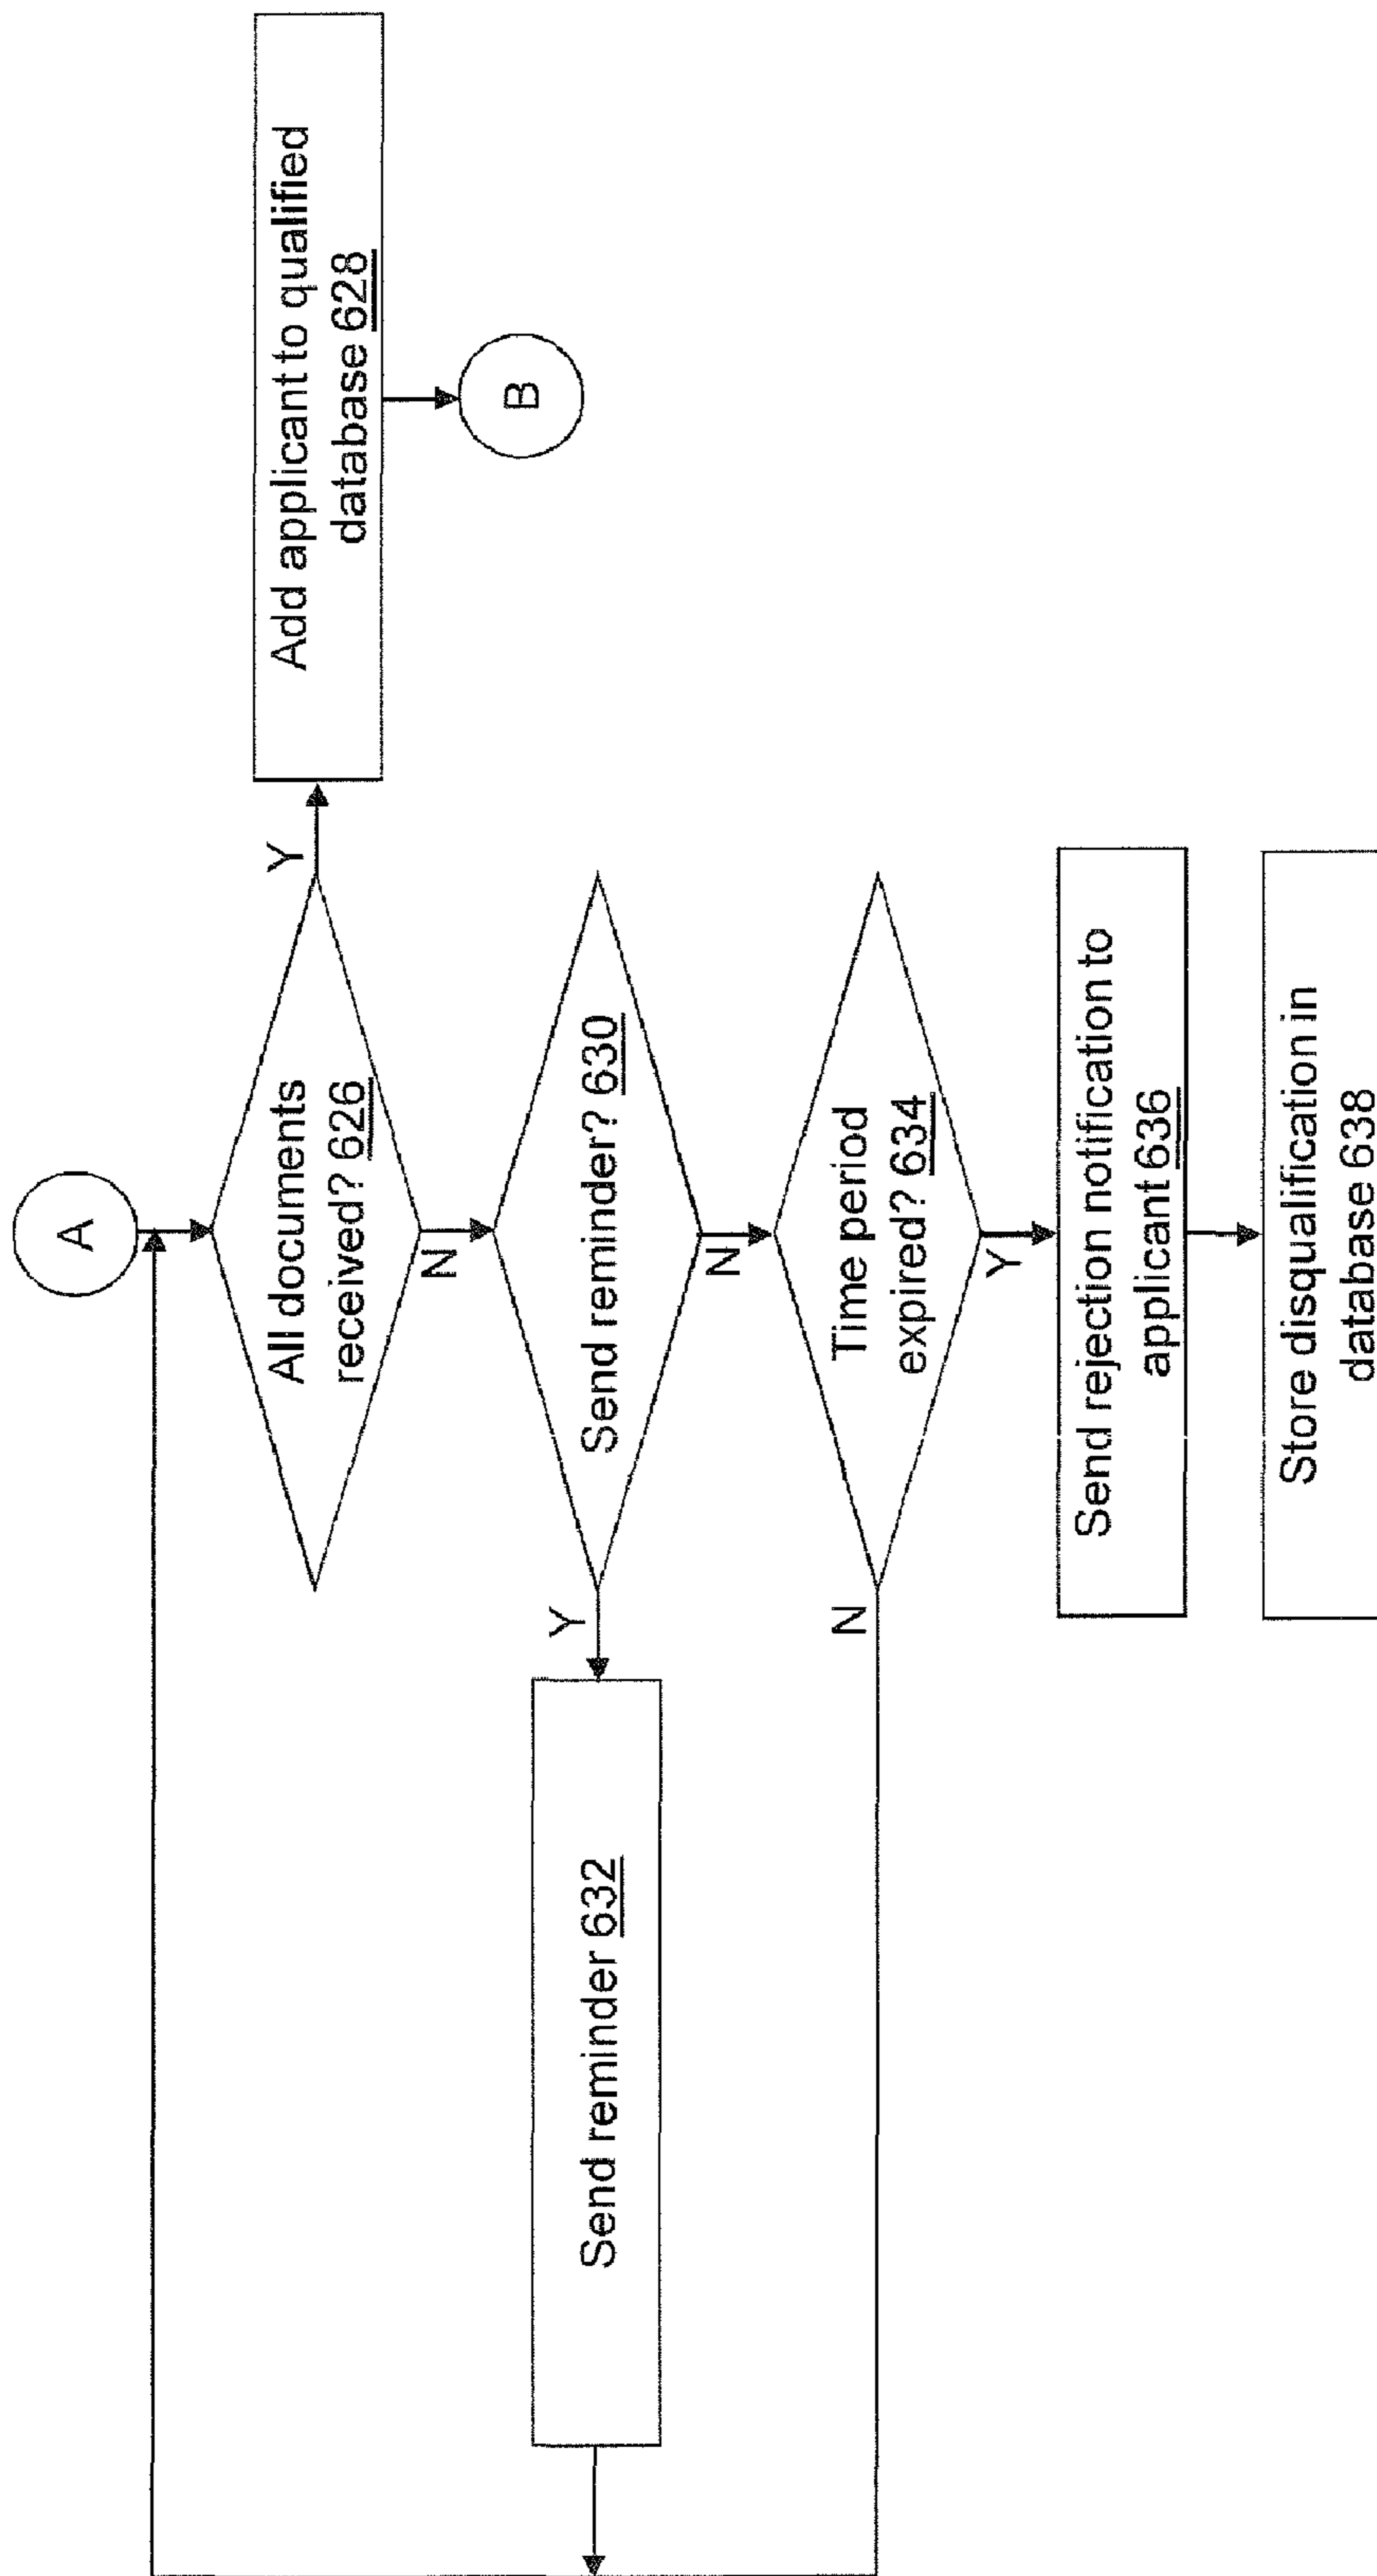 A
All documents
received? 626
Y
Add applicant to qualified
database 628
B
N
Send reminder? 630
Y
Send reminder 632
N
Time period
expired? 634
N
Y
Send rejection notification to
applicant 636
Store disqualification in
database 638